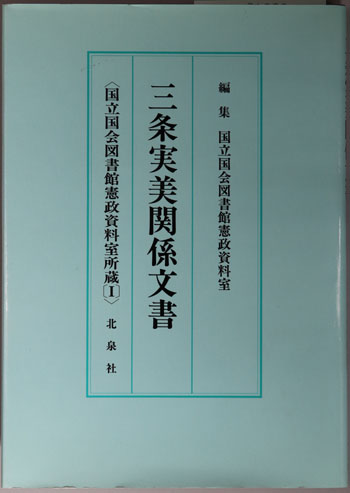 編集 国立国会図書館憲政資料室
三条実美関係文書
〈国立国会図書館憲政資料室所蔵〔Ⅰ〕〉 北泉社